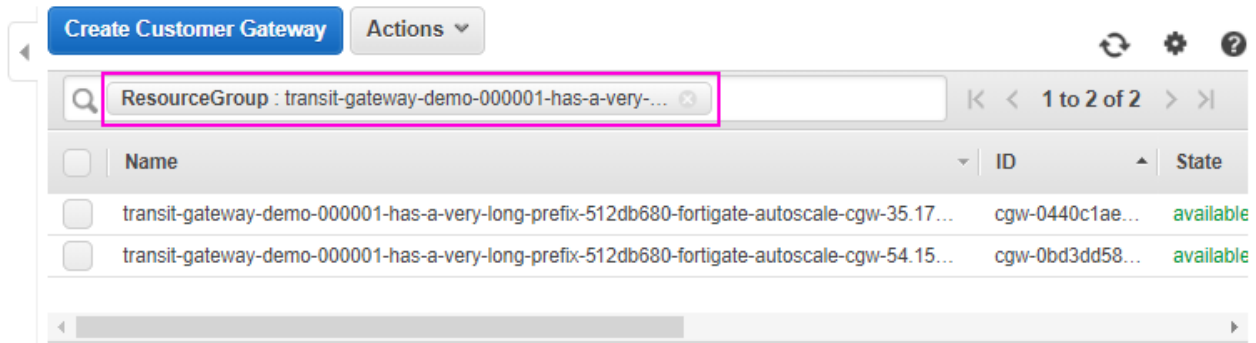 Create Customer Gateway Actions
ResourceGroup : transit-gateway-demo-000001-has-a-very-... 1 to 2 of 2
Name ID State
transit-gateway-demo-000001-has-a-very-long-prefix-512db680-fortigate-autoscale-cgw-35.17... cgw-0440c1ae... available
transit-gateway-demo-000001-has-a-very-long-prefix-512db680-fortigate-autoscale-cgw-54.15... cgw-0bd3dd58... available